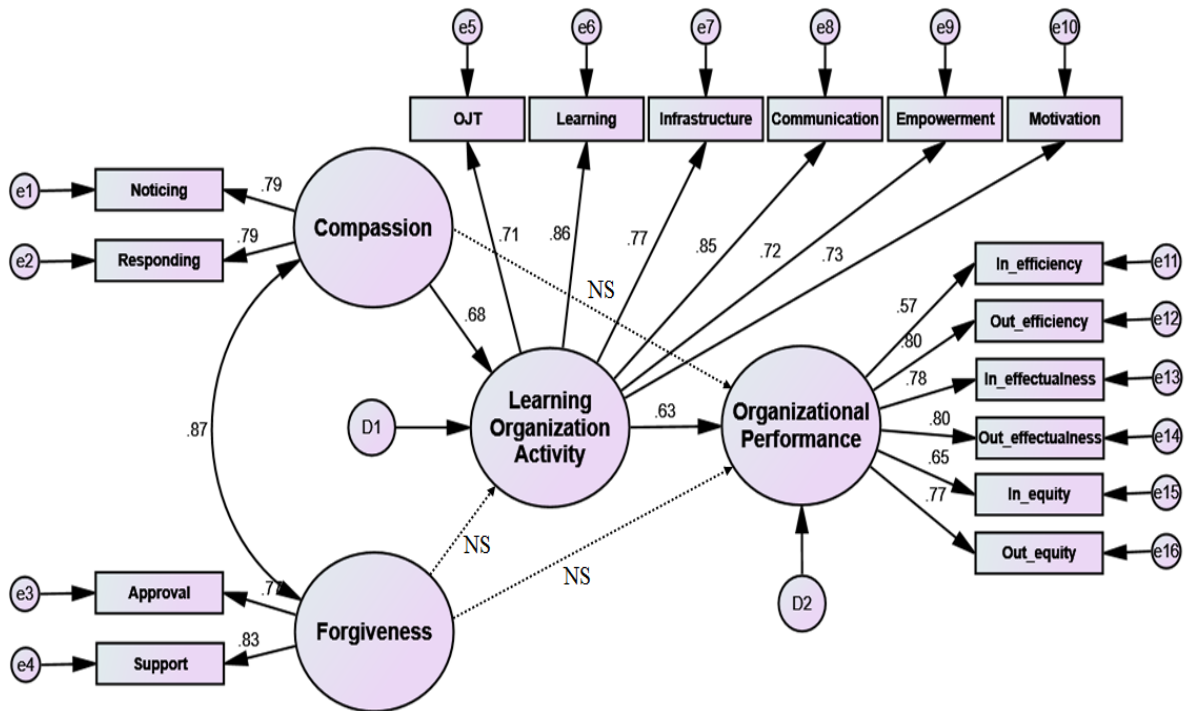 e5 e6 e7 e8 e9 e10
OJT Learning Infrastructure Communication Empowerment Motivation
e1 Noticing .79
Compassion
e2 Responding .79
.71 .86 .77 .85 .72 .73
In_efficiency e11
NS
.57
.68
Out_efficiency e12
.80
In_effectualness e13
.78
Learning
Organization
Activity
D1
.63
Organizational
Performance
.80
Out_effectualness e14
.87
.65
In_equity e15
.77
NS
Out_equity e16
NS
e3 Approval
D2
Forgiveness
e4 Support .83